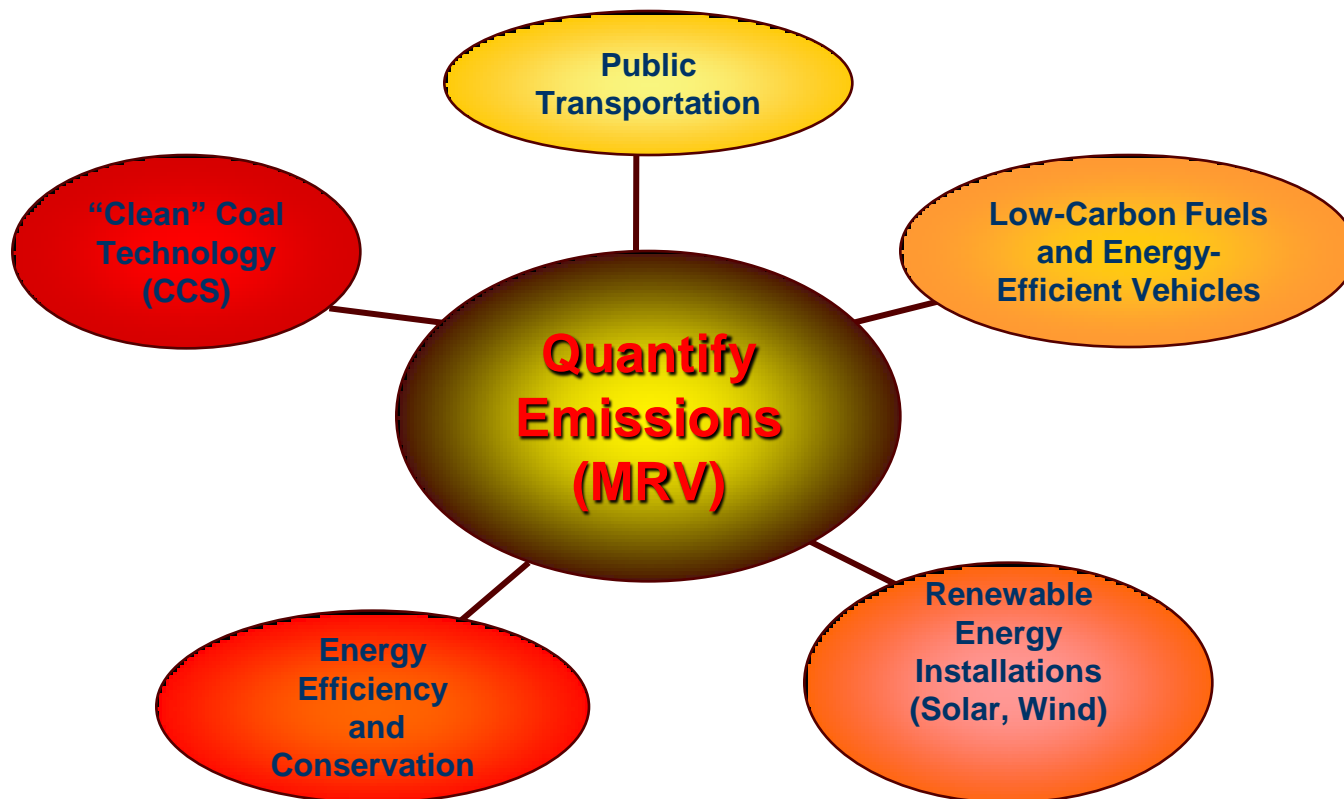 Public
Transportation
“Clean” Coal
Technology
(CCS)
Low-Carbon Fuels
and Energy-
Efficient Vehicles
Quantify
Emissions
(MRV)
Energy
Efficiency
and
Conservation
Renewable
Energy
Installations
(Solar, Wind)